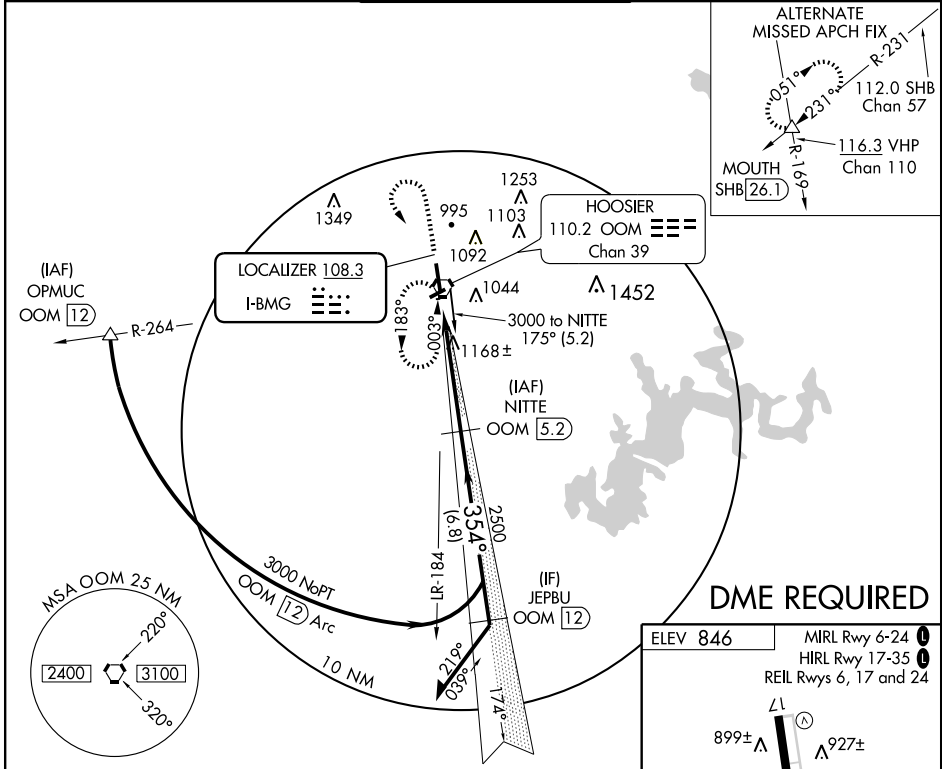 ALTERNATE
MISSED APCH FIX
R-231
051°
231°
112.0 SHB
Chan 57
116.3 VHP
Chan 110
R-169
MOUTH
SHB 26.1
1349
995
1253
1103
1092
1044
1452
HOOSIER
110.2 OOM
Chan 39
LOCALIZER 108.3
I-BMG
(IAF)
OPMUC
OOM 12
R-264
183°
003°
3000 to NITTE
175° (5.2)
1168±
(IAF)
NITTE
OOM 5.2
354°
(6.8)
2500
LR-184
3000 NoPT
OOM 12 Arc
(IF)
JEPBU
OOM 12
219°
039°
174°
10 NM
MSA OOM 25 NM
220°
2400
3100
320°
DME REQUIRED
ELEV 846
MIRL Rwy 6-24 L
HIRL Rwy 17-35 L
REIL Rwys 6, 17 and 24
17
V
899±
927±